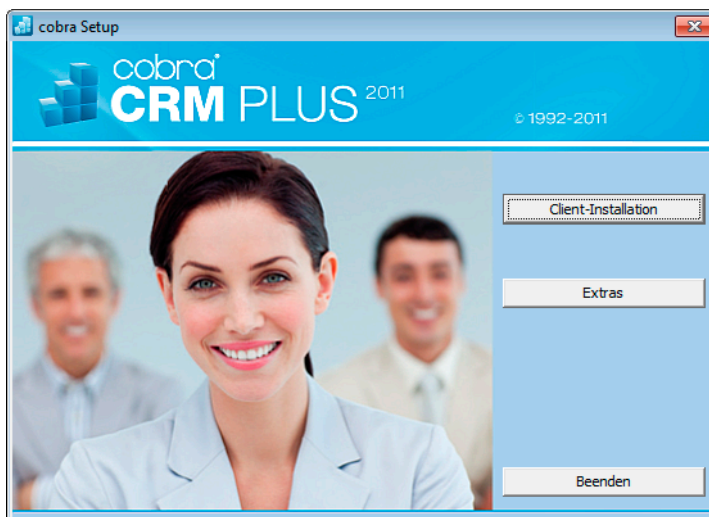 cobra Setup
cobra
CRM PLUS 2011
© 1992-2011
Client-Installation
Extras
Beenden